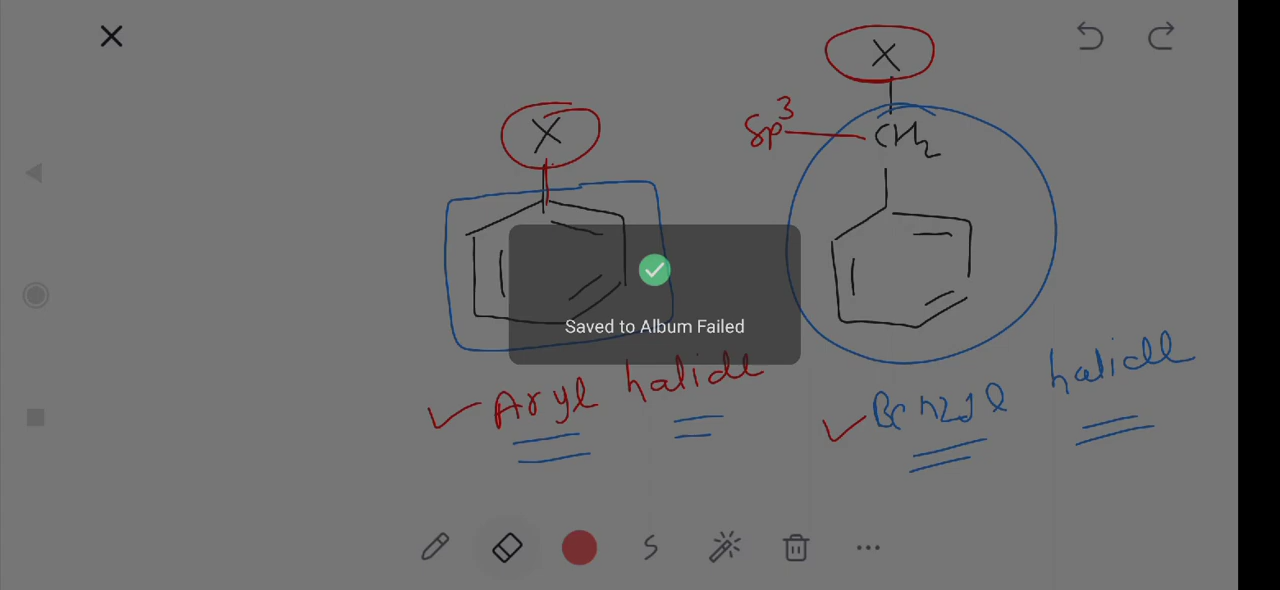 X
X
Sp3
CH2
Saved to Album Failed
Aryl halide
Benzyl halide